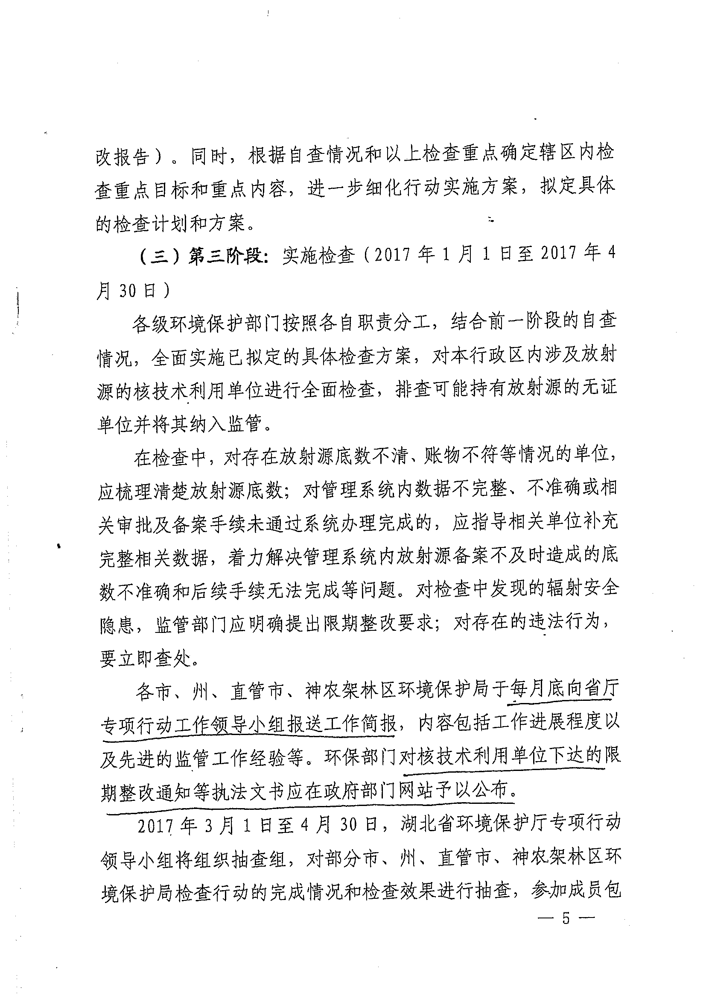 改报告）。同时，根据自查情况和以上检查重点确定辖区内检
查重点目标和重点内容，进一步细化行动实施方案，拟定具体
的检查计划和方案。
（三）第三阶段：实施检查（2017 年 1 月 1 日至 2017 年 4
月 30 日）
各级环境保护部门按照各自职责分工，结合前一阶段的自查
情况，全面实施已拟定的具体检查方案，对本行政区内涉及放射
源的核技术利用单位进行全面检查，排查可能持有放射源的无证
单位并将其纳入监管。
在检查中，对存在放射源底数不清、账物不符等情况的单位，
应梳理清楚放射源底数；对管理系统内数据不完整、不准确或相
关审批及备案手续未通过系统办理完成的，应指导相关单位补充
完整相关数据，着力解决管理系统内放射源备案不及时造成的底
数不准确和后续手续无法完成等问题。对检查中发现的辐射安全
隐患，监管部门应明确提出限期整改要求；对存在的违法行为，
要立即查处。
各市、州、直管市、神农架林区环境保护局于每月底向省厅
专项行动工作领导小组报送工作简报，内容包括工作进展程度以
及先进的监管工作经验等。环保部门对核技术利用单位下达的限
期整改通知等执法文书应在政府部门网站予以公布。
2017 年 3 月 1 日至 4 月 30 日，湖北省环境保护厅专项行动
领导小组将组织抽查组，对部分市、州、直管市、神农架林区环
境保护局检查行动的完成情况和检查效果进行抽查，参加成员包
— 5 —